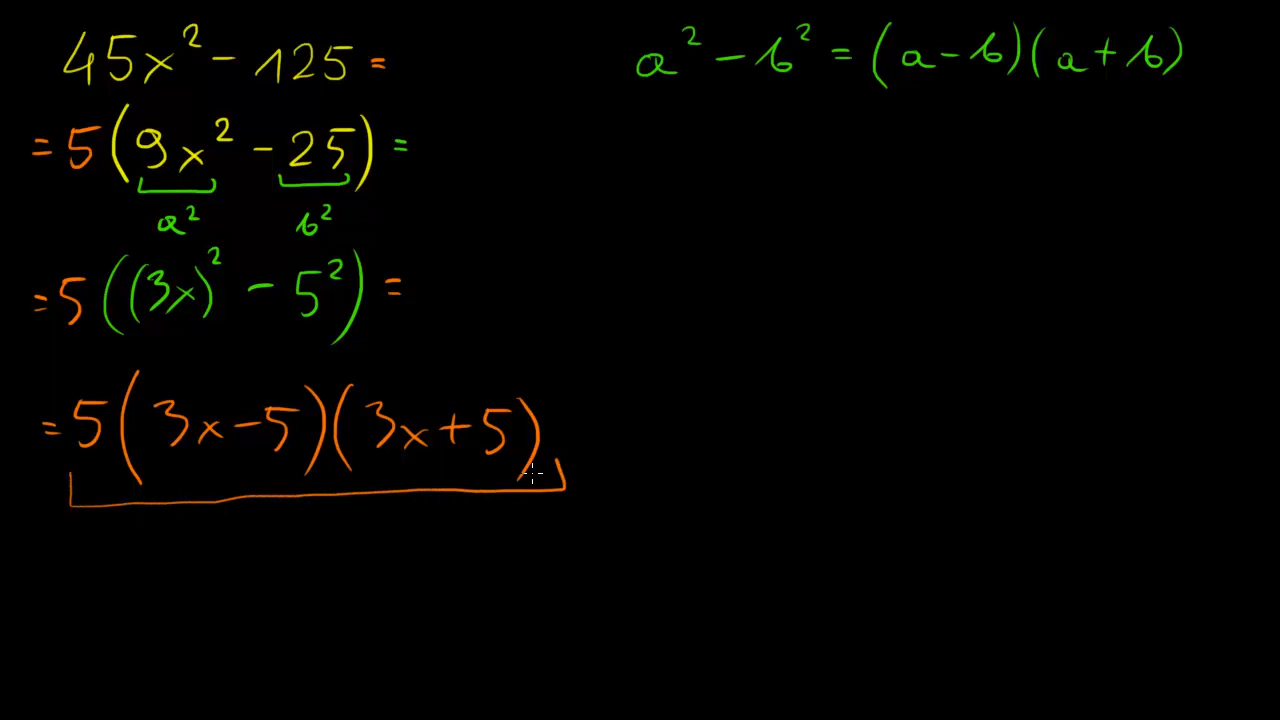 45x² - 125 =
a² - b² = (a - b)(a + b)
= 5(9x² - 25) =
a² b²
= 5((3x)² - 5²) =
= 5(3x - 5)(3x + 5)